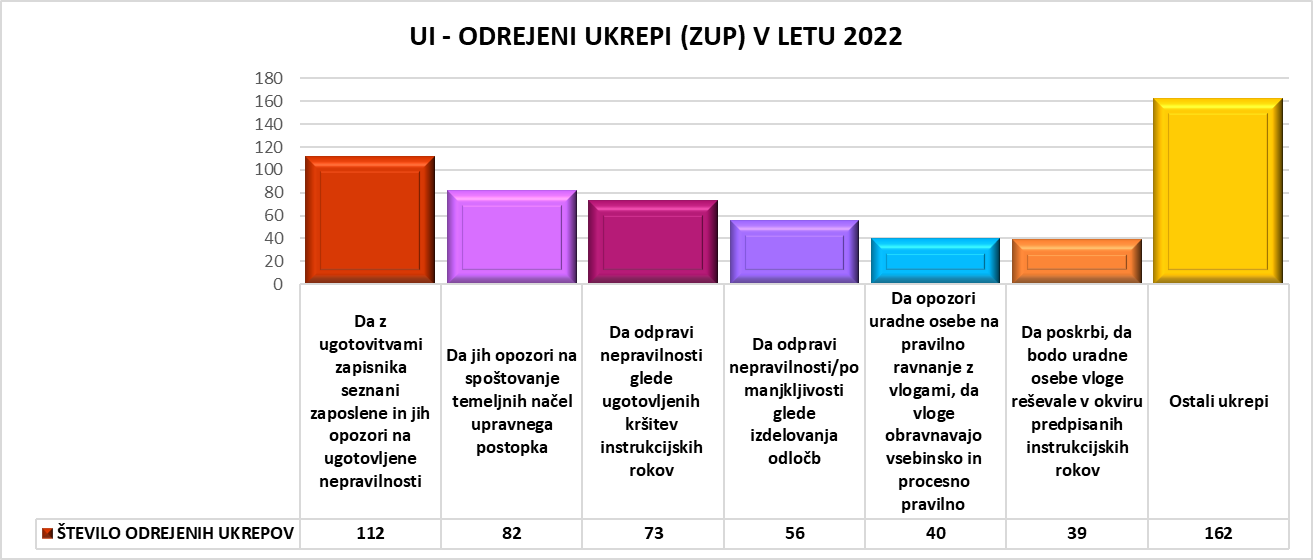 UI - ODREJENI UKREPI (ZUP) V LETU 2022
180
160
140
120
100
80
60
40
20
0
Da z
ugotovitvami
zapisnika
seznani
zaposlene in jih
opozori na
ugotovljene
nepravilnosti
Da jih opozori na
spoštovanje
temeljnih načel
upravnega
postopka
Da odpravi
nepravilnosti
glede
ugotovljenih
kršitev
instrukcijskih
rokov
Da odpravi
nepravilnosti/po
manjkljivosti
glede
izdelovanja
odločb
Da opozori
uradne osebe na
pravilno
ravnanje z
vlogami, da
vloge
obravnavajo
vsebinsko in
procesno
pravilno
Da poskrbi, da
bodo uradne
osebe vloge
reševale v okviru
predpisanih
instrukcijskih
rokov
Ostali ukrepi
ŠTEVILO ODREJENIH UKREPOV 112 82 73 56 40 39 162